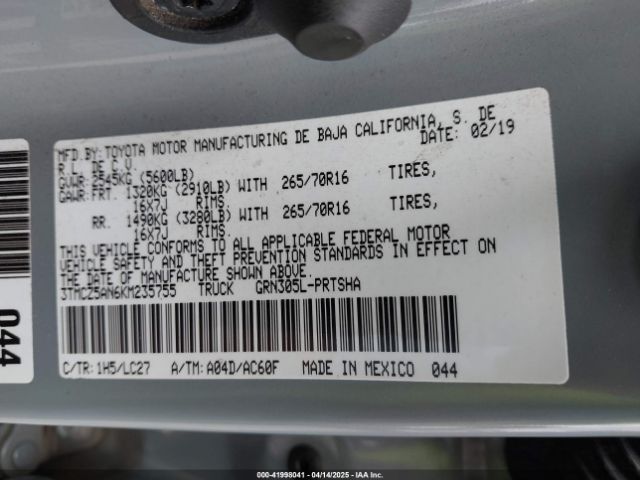 MFD.BY: TOYOTA MOTOR MANUFACTURING DE BAJA CALIFORNIA, S. DE
R.L. DE C.V. DATE: 02/19
GVWR: 2545KG (5600LB)
GAWR:FRT. 1320KG (2910LB) WITH 265/70R16 TIRES,
16X7J RIMS.
RR. 1490KG (3280LB) WITH 265/70R16 TIRES,
16X7J RIMS.
THIS VEHICLE CONFORMS TO ALL APPLICABLE FEDERAL MOTOR
VEHICLE SAFETY AND THEFT PREVENTION STANDARDS IN EFFECT ON
THE DATE OF MANUFACTURE SHOWN ABOVE.
3TMCZ5AN6KM235755 TRUCK GRN305L-PRTSHA
C/TR: 1H5/LC27 A/TM: A04D/AC60F MADE IN MEXICO 044
044
000-41998041 | 04/14/2025 | IAA Inc.